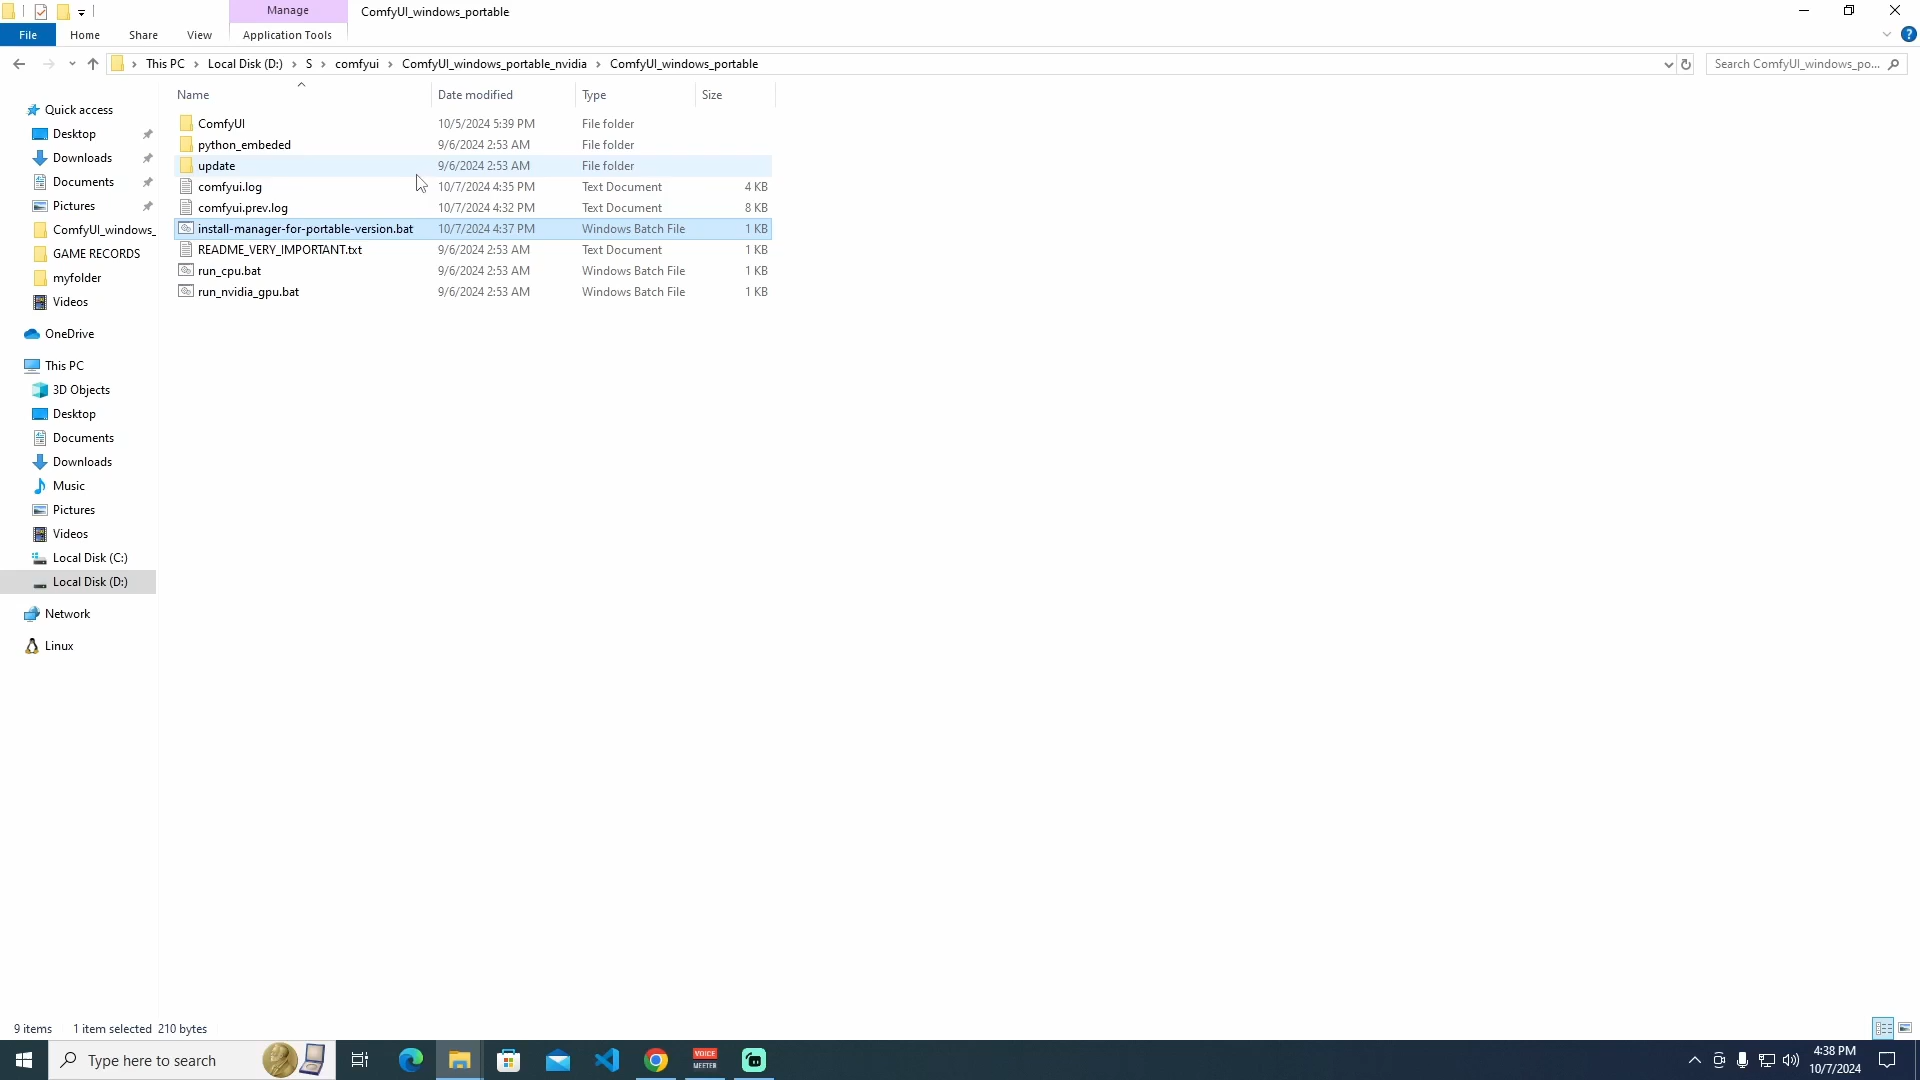 Manage
ComfyUI_windows_portable
File
Home
Share
View
Application Tools
This PC
Local Disk (D:)
S
comfyui
ComfyUI_windows_portable_nvidia
ComfyUI_windows_portable
Search ComfyUI_windows_po...
Name
Date modified
Type
Size
Quick access
Desktop
Downloads
Documents
Pictures
ComfyUI_windows_
GAME RECORDS
myfolder
Videos
OneDrive
This PC
3D Objects
Desktop
Documents
Downloads
Music
Pictures
Videos
Local Disk (C:)
Local Disk (D:)
Network
Linux
ComfyUI 10/5/2024 5:39 PM File folder
python_embeded 9/6/2024 2:53 AM File folder
update 9/6/2024 2:53 AM File folder
comfyui.log 10/7/2024 4:35 PM Text Document 4 KB
comfyui.prev.log 10/7/2024 4:32 PM Text Document 8 KB
install-manager-for-portable-version.bat 10/7/2024 4:37 PM Windows Batch File 1 KB
README_VERY_IMPORTANT.txt 9/6/2024 2:53 AM Text Document 1 KB
run_cpu.bat 9/6/2024 2:53 AM Windows Batch File 1 KB
run_nvidia_gpu.bat 9/6/2024 2:53 AM Windows Batch File 1 KB
9 items
1 item selected 210 bytes
Type here to search
VOICE
MEETER
4:38 PM
10/7/2024